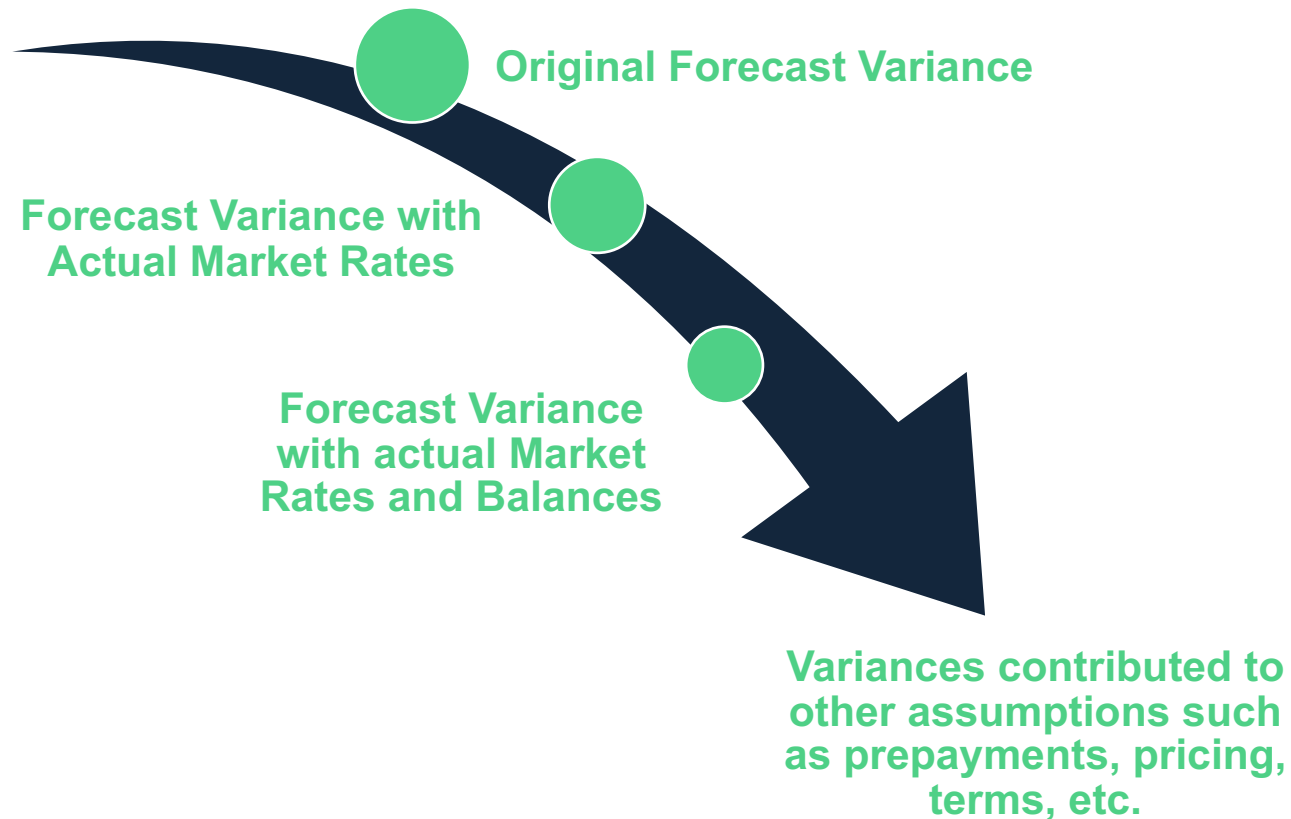 Original Forecast Variance
Forecast Variance with
Actual Market Rates
Forecast Variance
with actual Market
Rates and Balances
Variances contributed to
other assumptions such
as prepayments, pricing,
terms, etc.